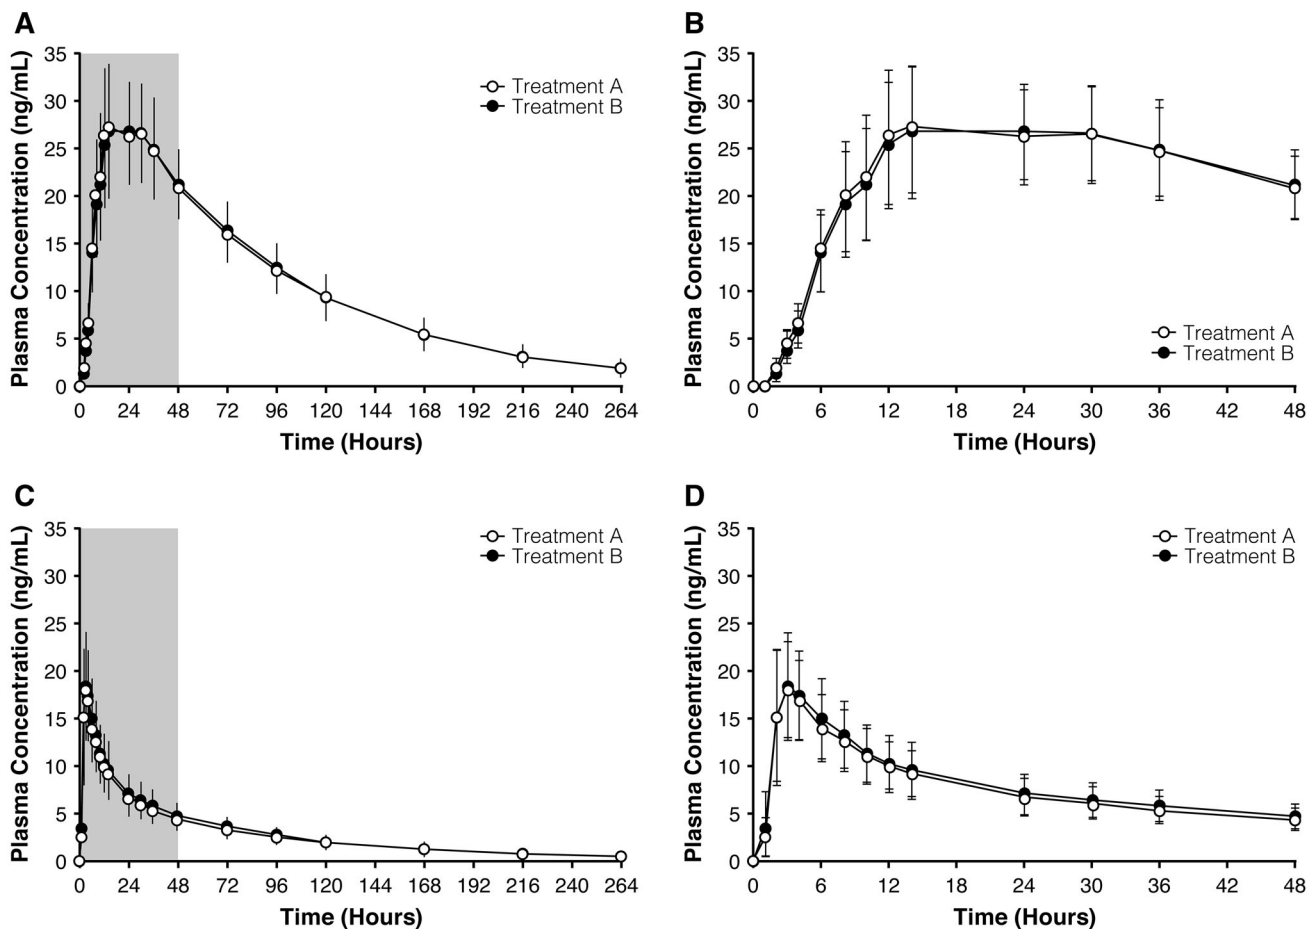 A
Plasma Concentration (ng/mL)
35
30
25
20
15
10
5
0
Treatment A
Treatment B
0 24 48 72 96 120 144 168 192 216 240 264
Time (Hours)
B
Plasma Concentration (ng/mL)
35
30
25
20
15
10
5
0
Treatment A
Treatment B
0 6 12 18 24 30 36 42 48
Time (Hours)
C
Plasma Concentration (ng/mL)
35
30
25
20
15
10
5
0
Treatment A
Treatment B
0 24 48 72 96 120 144 168 192 216 240 264
Time (Hours)
D
Plasma Concentration (ng/mL)
35
30
25
20
15
10
5
0
Treatment A
Treatment B
0 6 12 18 24 30 36 42 48
Time (Hours)